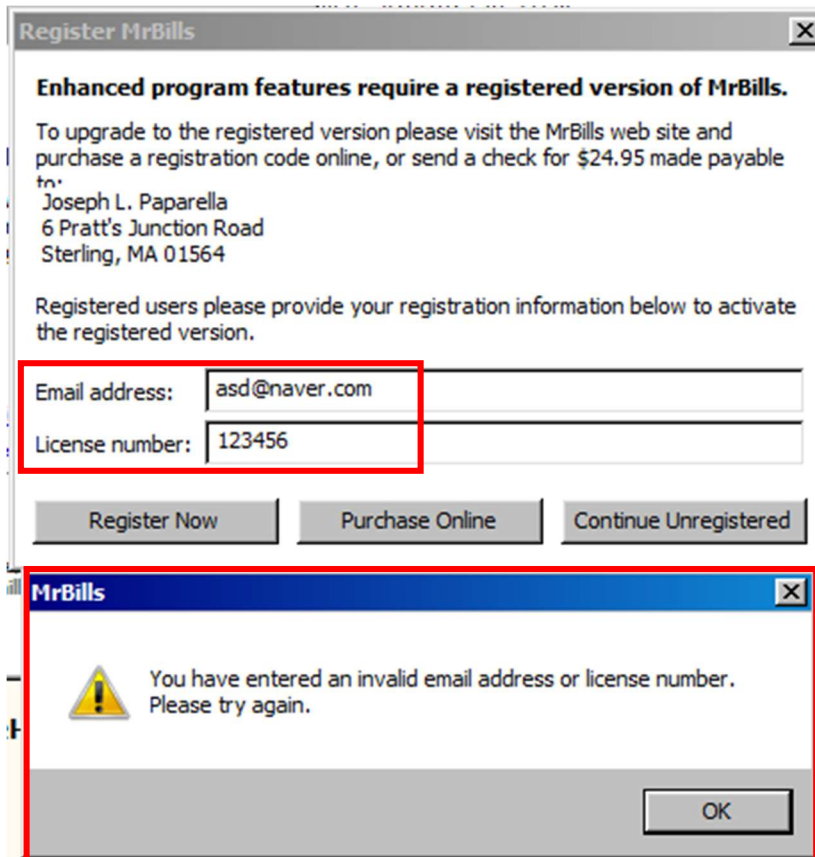 Register MrBills
Enhanced program features require a registered version of MrBills.
To upgrade to the registered version please visit the MrBills web site and
purchase a registration code online, or send a check for $24.95 made payable
to:
Joseph L. Paparella
6 Pratt's Junction Road
Sterling, MA 01564
Registered users please provide your registration information below to activate
the registered version.
Email address: asd@naver.com
License number: 123456
Register Now Purchase Online Continue Unregistered
MrBills
You have entered an invalid email address or license number.
Please try again.
OK